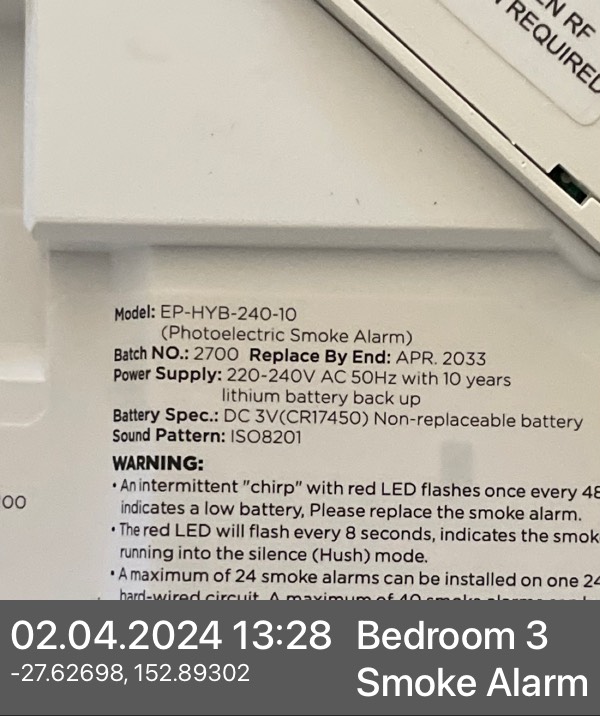 EN RF
REQUIRED
Model: EP-HYB-240-10
(Photoelectric Smoke Alarm)
Batch NO.: 2700 Replace By End: APR. 2033
Power Supply: 220-240V AC 50Hz with 10 years
lithium battery back up
Battery Spec.: DC 3V(CR17450) Non-replaceable battery
Sound Pattern: ISO8201
WARNING:
• An intermittent "chirp" with red LED flashes once every 48
indicates a low battery, Please replace the smoke alarm.
• The red LED will flash every 8 seconds, indicates the smok
running into the silence (Hush) mode.
• A maximum of 24 smoke alarms can be installed on one 24
hard-wired circuit. A maximum of 40 smoke alarms
00
02.04.2024 13:28
-27.62698, 152.89302
Bedroom 3
Smoke Alarm